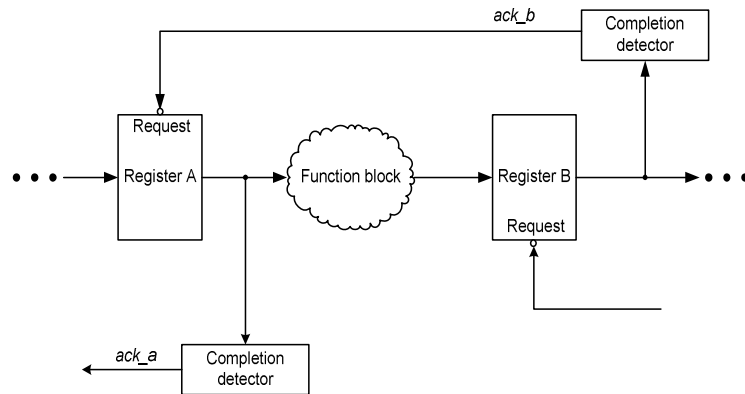 ack_b
Completion
detector
Request
Register A
Function block
Register B
Request
ack_a
Completion
detector